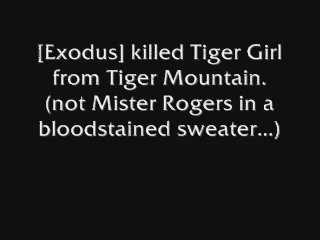 [Exodus] killed Tiger Girl
from Tiger Mountain.
(not Mister Rogers in a
bloodstained sweater...)